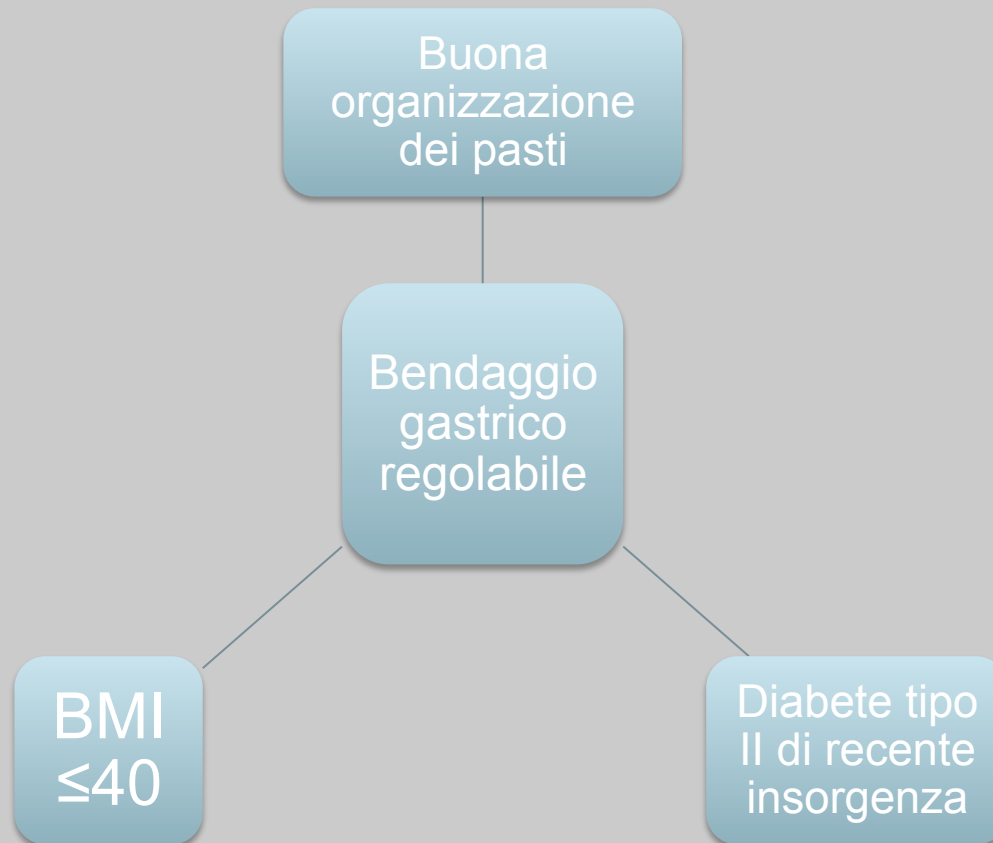 Buona
organizzazione
dei pasti
Bendaggio
gastrico
regolabile
BMI
≤40
Diabete tipo
II di recente
insorgenza